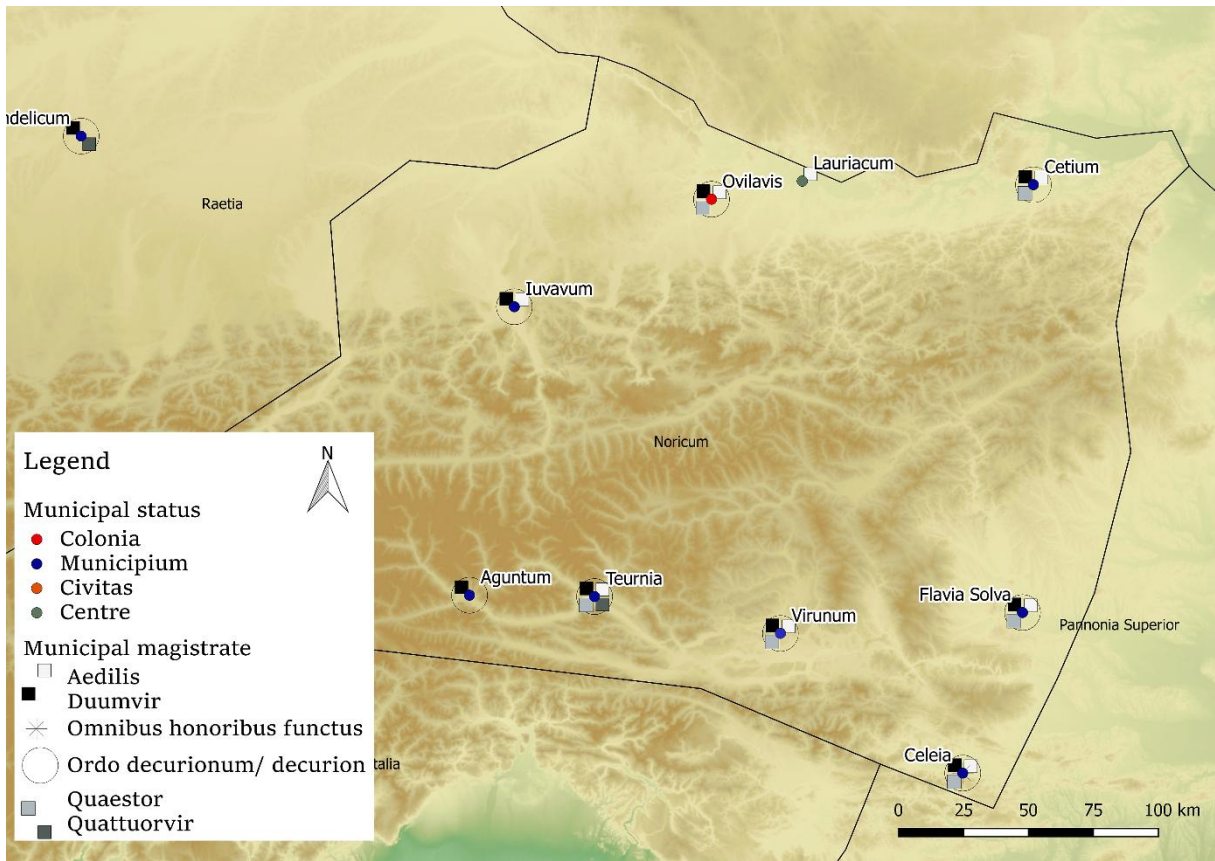 ndelicum
Lauriacum
Ovilavis
Cetium
Raetia
Iuvavum
Noricum
Aguntum
Teurnia
Flavia Solva
Virunum
Pannonia Superior
Celeia
talia
Legend
N
Municipal status
Colonia
Municipium
Civitas
Centre
Municipal magistrate
Aedilis
Duumvir
Omnibus honoribus functus
Ordo decurionum/ decurion
Quaestor
Quattuorvir
0 25 50 75 100 km